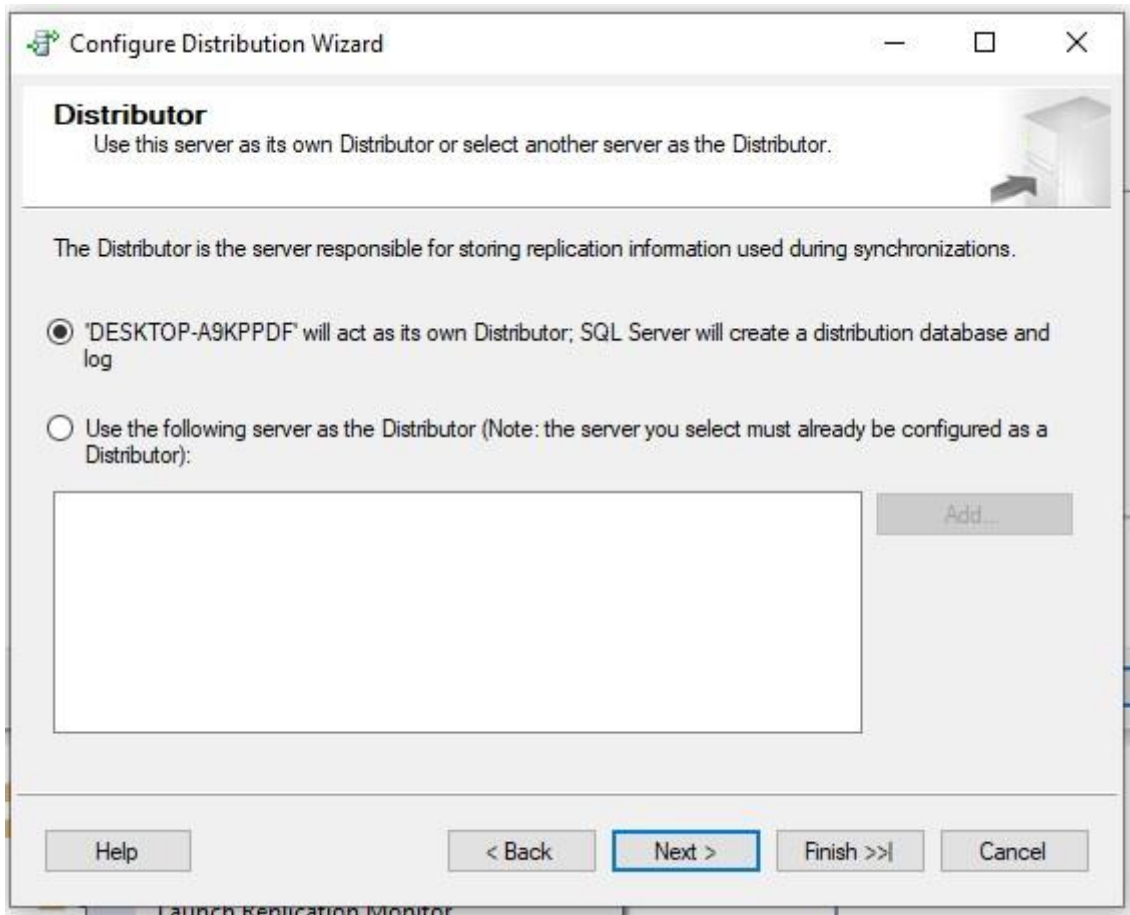 Configure Distribution Wizard
Distributor
Use this server as its own Distributor or select another server as the Distributor.
The Distributor is the server responsible for storing replication information used during synchronizations.
'DESKTOP-A9KPPDF' will act as its own Distributor; SQL Server will create a distribution database and
log
Use the following server as the Distributor (Note: the server you select must already be configured as a
Distributor):
Add...
Help
< Back
Next >
Finish >>|
Cancel
Launch Replication Monitor